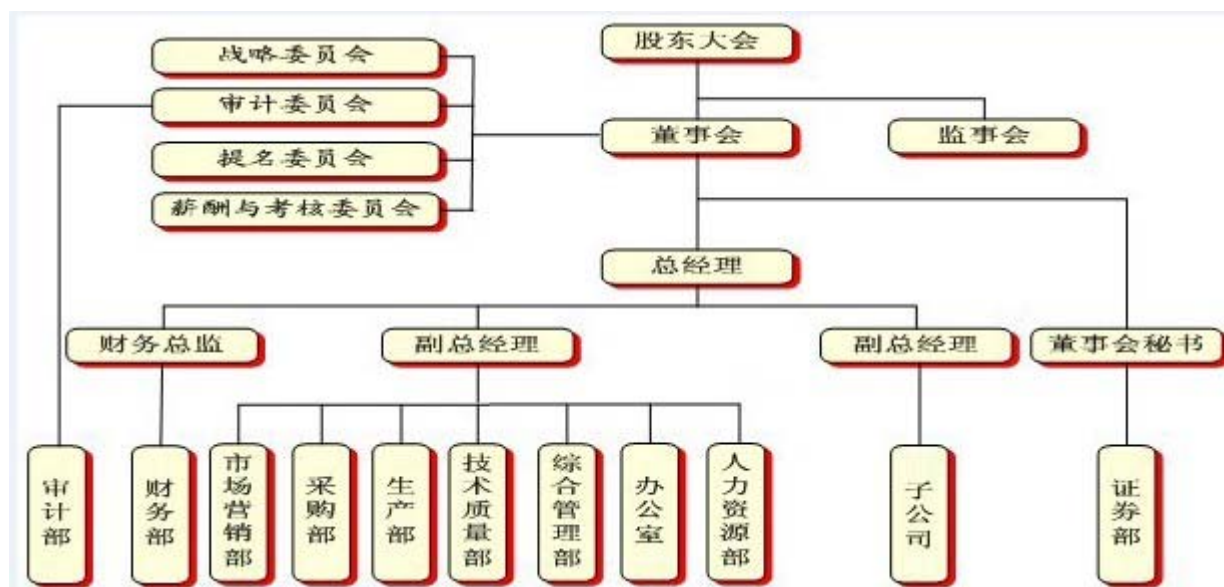 股东大会
战略委员会
审计委员会
董事会
监事会
提名委员会
薪酬与考核委员会
总经理
财务总监
副总经理
副总经理
董事会秘书
审计部
财务部
市场营销部
采购部
生产部
技术质量部
综合管理部
办公室
人力资源部
子公司
证券部